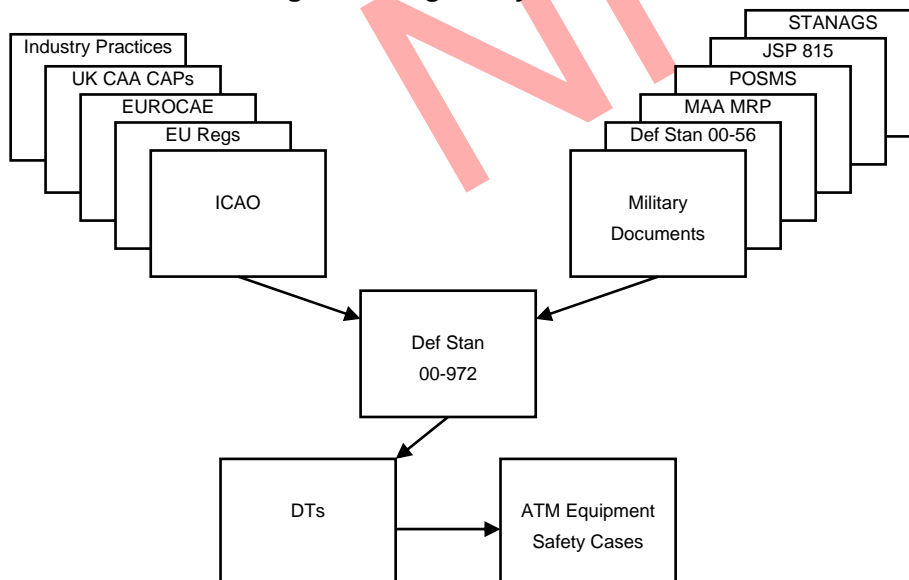 STANAGS
Industry Practices
JSP 815
UK CAA CAPs
POSMS
EUROCAE
MAA MRP
EU Regs
Def Stan 00-56
ICAO
Military
Documents
Def Stan
00-972
DTs
ATM Equipment
Safety Cases